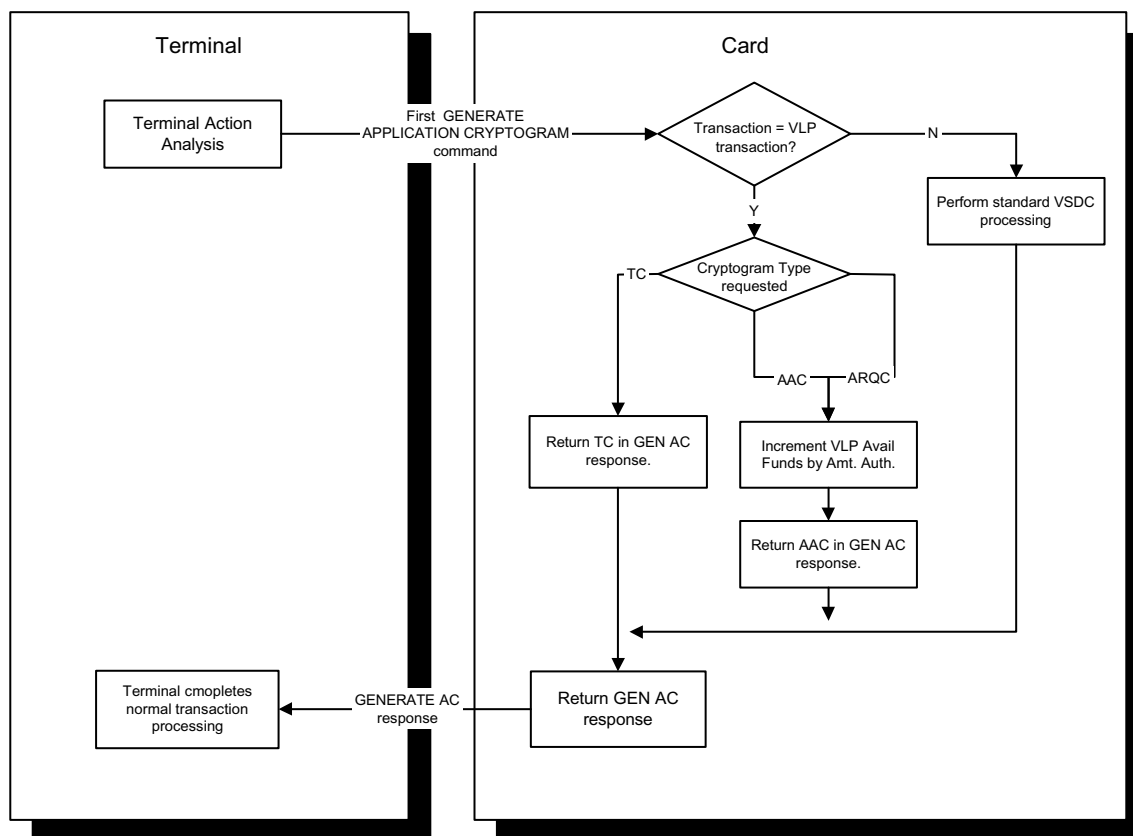 Terminal
Card
Terminal Action
Analysis
First GENERATE
APPLICATION CRYPTOGRAM
command
Transaction = VLP
transaction?
N
Perform standard VSDC
processing
Y
Cryptogram Type
requested
TC
AAC
ARQC
Return TC in GEN AC
response.
Increment VLP Avail
Funds by Amt. Auth.
Return AAC in GEN AC
response.
Terminal cmopletes
normal transaction
processing
GENERATE AC
response
Return GEN AC
response